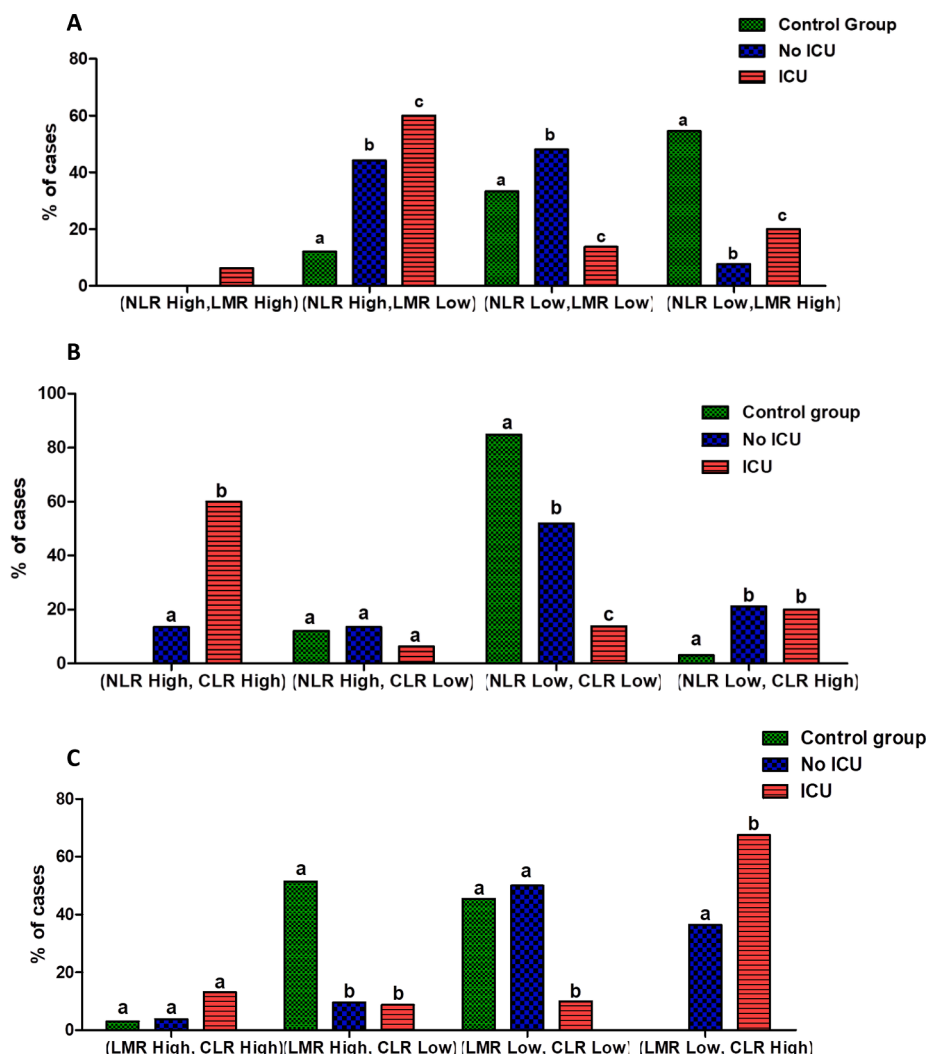 A
Control Group
No ICU
ICU
% of cases
80
60
40
20
0
a
b
c
a
b
c
a
b
c
(NLR High,LMR High)
(NLR High,LMR Low)
(NLR Low,LMR Low)
(NLR Low,LMR High)
B
Control group
No ICU
ICU
% of cases
100
80
60
40
20
0
a
b
a
a
a
a
b
c
a
b
b
(NLR High, CLR High)
(NLR High, CLR Low)
(NLR Low, CLR Low)
(NLR Low, CLR High)
C
Control group
No ICU
ICU
% of cases
80
60
40
20
0
a
a
a
a
b
b
a
a
b
a
b
(LMR High, CLR High)
(LMR High, CLR Low)
(LMR Low, CLR Low)
(LMR Low, CLR High)